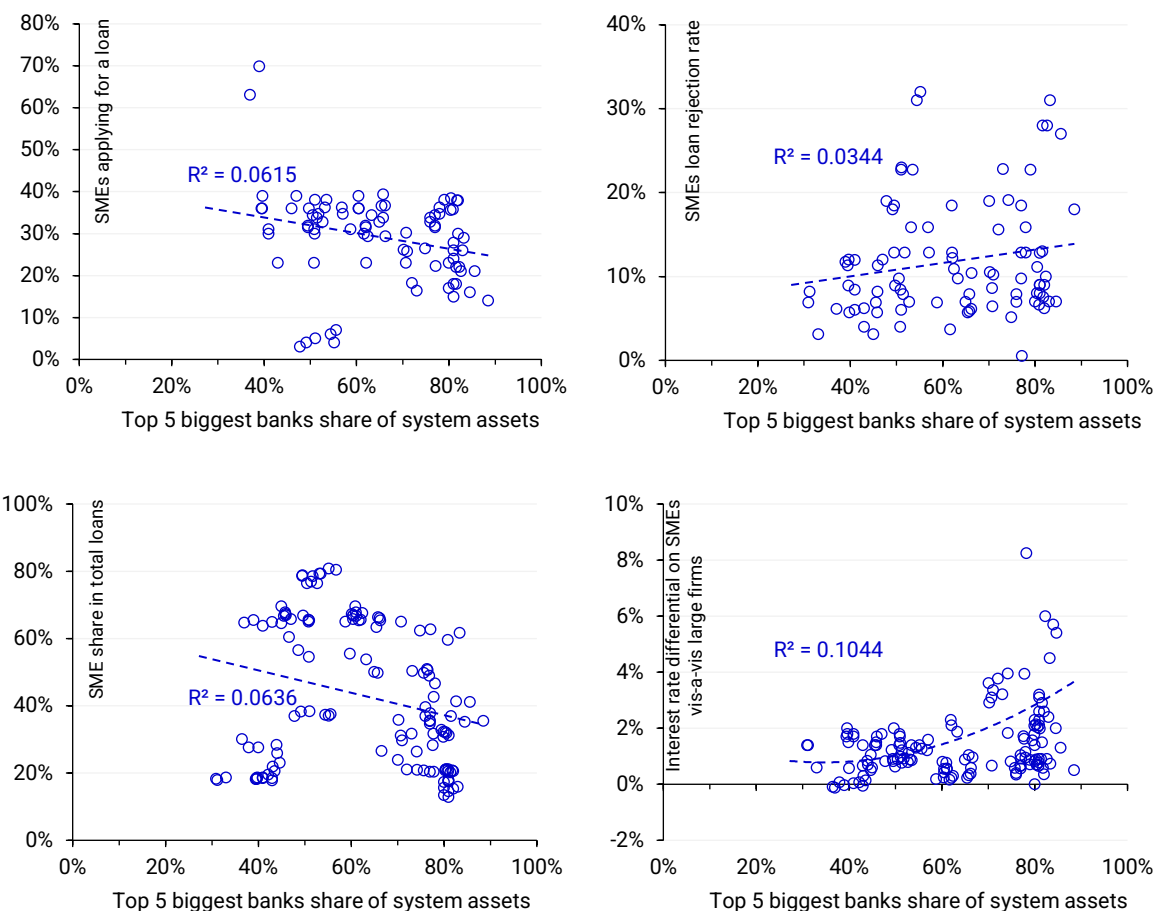 80%
70%
60%
50%
40%
30%
20%
10%
0%
SMEs applying for a loan
R² = 0.0615
0% 20% 40% 60% 80% 100%
Top 5 biggest banks share of system assets
40%
30%
20%
10%
0%
SMEs loan rejection rate
R² = 0.0344
0% 20% 40% 60% 80% 100%
Top 5 biggest banks share of system assets
100%
80%
60%
40%
20%
0%
SME share in total loans
R² = 0.0636
0% 20% 40% 60% 80% 100%
Top 5 biggest banks share of system assets
10%
8%
6%
4%
2%
0%
-2%
Interest rate differential on SMEs
vis-a-vis large firms
R² = 0.1044
0% 20% 40% 60% 80% 100%
Top 5 biggest banks share of system assets